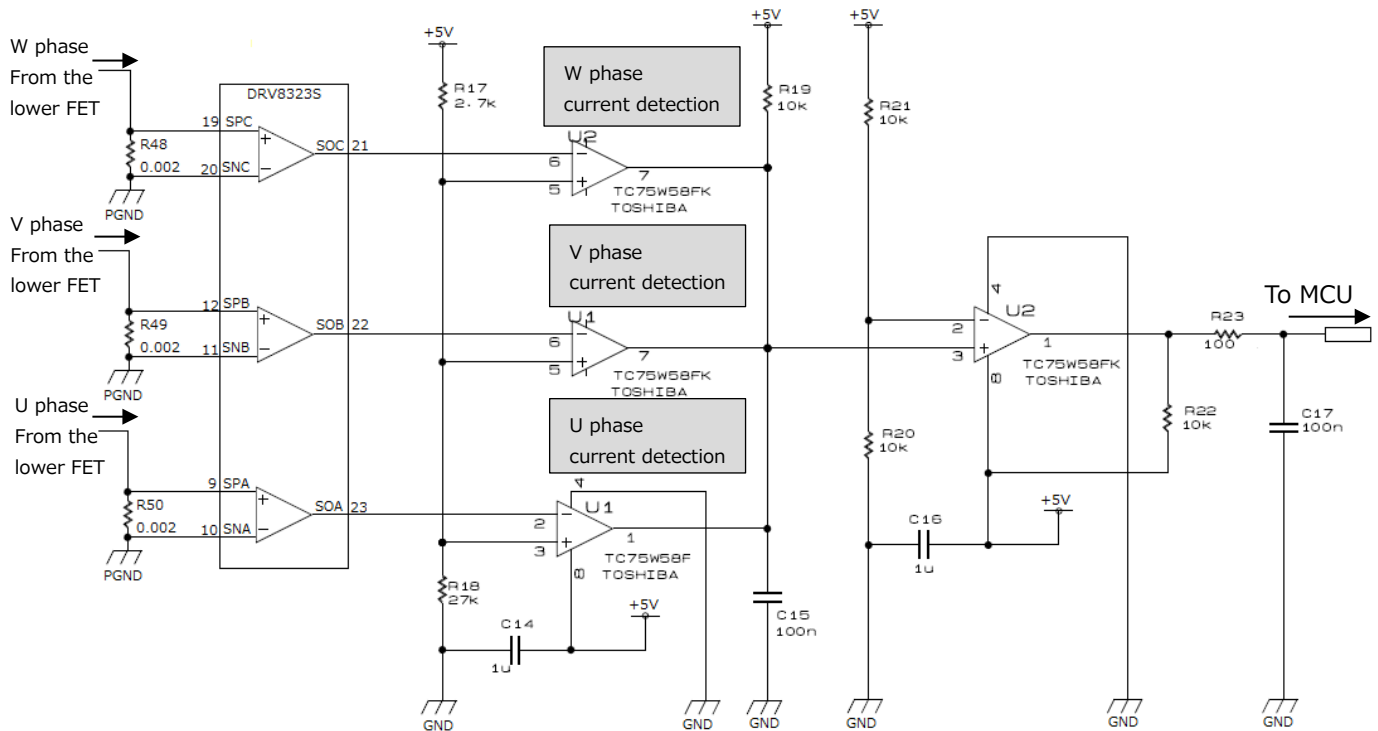 W phase
From the
lower FET
DRV8323S
19 SPC
R48
0.002
20 SNC
SOC 21
PGND
V phase
From the
lower FET
12 SPB
R49
0.002
11 SNB
SOB 22
PGND
U phase
From the
lower FET
9 SPA
R50
0.002
10 SNA
SOA 23
PGND
+5V
R17
2.7k
W phase
current detection
U2
6
5
7
TC75W58FK
TOSHIBA
V phase
current detection
U1
6
5
7
TC75W58FK
TOSHIBA
U phase
current detection
4
U1
2
3
1
8
TC75W58F
TOSHIBA
R18
27k
+5V
C14
1u
GND
GND
+5V
R19
10k
C15
100n
GND
+5V
R21
10k
R20
10k
4
U2
2
3
1
8
TC75W58FK
TOSHIBA
C16
1u
+5V
GND
R22
10k
GND
R23
100
To MCU
C17
100n
GND